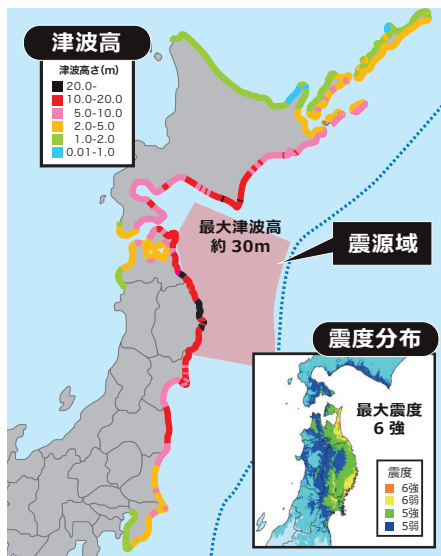 津波高
津波高さ(m)
20.0-
10.0-20.0
5.0-10.0
2.0-5.0
1.0-2.0
0.01-1.0
最大津波高
約 30m
震源域
震度分布
最大震度
6 強
震度
6強
6弱
5強
5弱